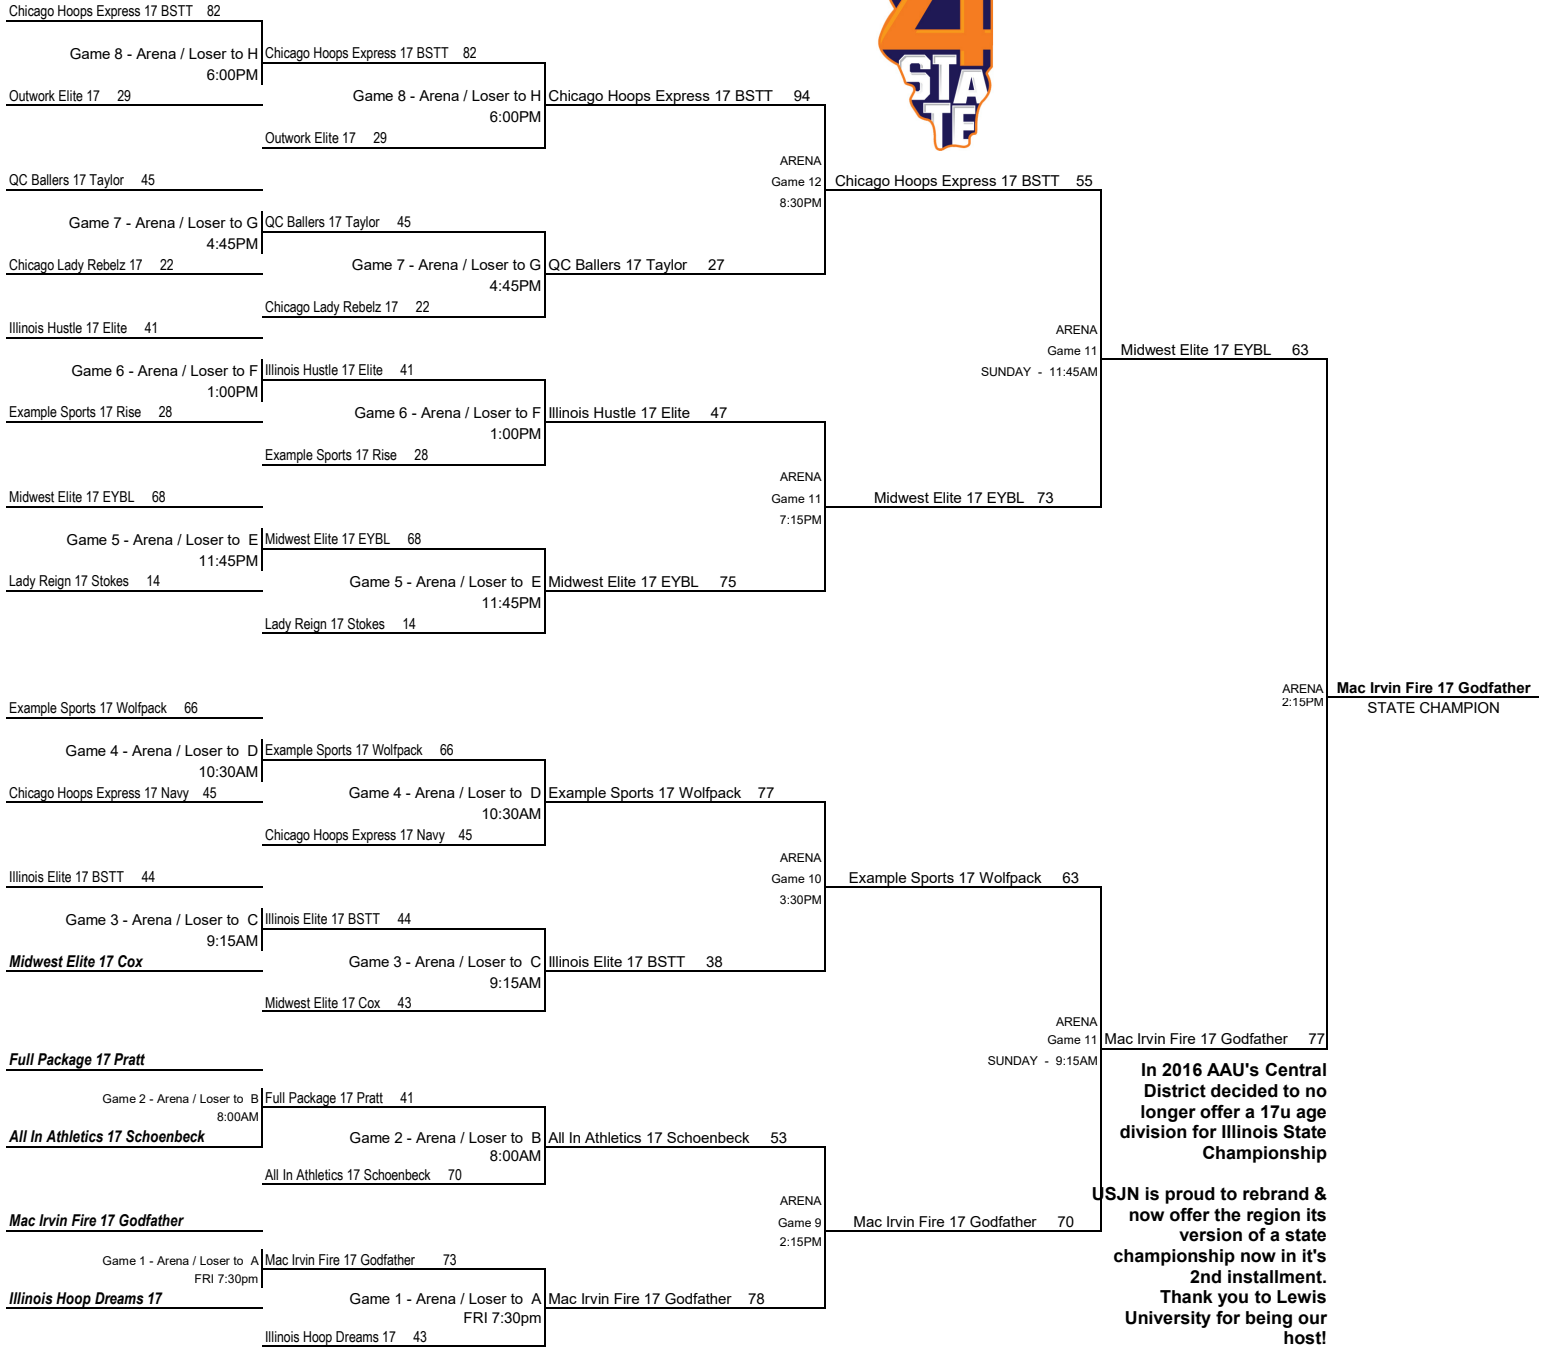 4
STA
TE
Chicago Hoops Express 17 BSTT 82
Game 8 - Arena / Loser to H
6:00PM
Outwork Elite 17 29
QC Ballers 17 Taylor 45
Game 7 - Arena / Loser to G
4:45PM
Chicago Lady Rebelz 17 22
Illinois Hustle 17 Elite 41
Game 6 - Arena / Loser to F
1:00PM
Example Sports 17 Rise 28
Midwest Elite 17 EYBL 68
Game 5 - Arena / Loser to E
11:45PM
Lady Reign 17 Stokes 14
Example Sports 17 Wolfpack 66
Game 4 - Arena / Loser to D
10:30AM
Chicago Hoops Express 17 Navy 45
Illinois Elite 17 BSTT 44
Game 3 - Arena / Loser to C
9:15AM
Midwest Elite 17 Cox
Full Package 17 Pratt
Game 2 - Arena / Loser to B
8:00AM
All In Athletics 17 Schoenbeck
Mac Irvin Fire 17 Godfather
Game 1 - Arena / Loser to A
FRI 7:30pm
Illinois Hoop Dreams 17
Chicago Hoops Express 17 BSTT 82
Game 8 - Arena / Loser to H
6:00PM
Outwork Elite 17 29
QC Ballers 17 Taylor 45
Game 7 - Arena / Loser to G
4:45PM
Chicago Lady Rebelz 17 22
Illinois Hustle 17 Elite 41
Game 6 - Arena / Loser to F
1:00PM
Example Sports 17 Rise 28
Midwest Elite 17 EYBL 68
Game 5 - Arena / Loser to E
11:45PM
Lady Reign 17 Stokes 14
Example Sports 17 Wolfpack 66
Game 4 - Arena / Loser to D
10:30AM
Chicago Hoops Express 17 Navy 45
Illinois Elite 17 BSTT 44
Game 3 - Arena / Loser to C
9:15AM
Midwest Elite 17 Cox 43
Full Package 17 Pratt 41
Game 2 - Arena / Loser to B
8:00AM
All In Athletics 17 Schoenbeck 70
Mac Irvin Fire 17 Godfather 73
Game 1 - Arena / Loser to A
FRI 7:30pm
Illinois Hoop Dreams 17 43
Chicago Hoops Express 17 BSTT 94
ARENA
Game 12
8:30PM
QC Ballers 17 Taylor 27
Illinois Hustle 17 Elite 47
ARENA
Game 11
7:15PM
Midwest Elite 17 EYBL 75
Example Sports 17 Wolfpack 77
ARENA
Game 10
3:30PM
Illinois Elite 17 BSTT 38
All In Athletics 17 Schoenbeck 53
ARENA
Game 9
2:15PM
Mac Irvin Fire 17 Godfather 78
Chicago Hoops Express 17 BSTT 55
ARENA
Game 11
SUNDAY - 11:45AM
Midwest Elite 17 EYBL 73
Example Sports 17 Wolfpack 63
ARENA
Game 11
SUNDAY - 9:15AM
Mac Irvin Fire 17 Godfather 70
Midwest Elite 17 EYBL 63
ARENA
2:15PM
Mac Irvin Fire 17 Godfather 77
Mac Irvin Fire 17 Godfather
STATE CHAMPION
In 2016 AAU's Central
District decided to no
longer offer a 17u age
division for Illinois State
Championship
USJN is proud to rebrand &
now offer the region its
version of a state
championship now in it's
2nd installment.
Thank you to Lewis
University for being our
host!